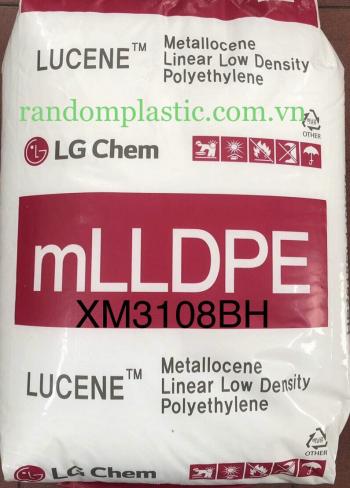 LUCENE™
Metallocene
Linear Low Density
Polyethylene
randomplastic.com.vn
OTHER
LG Chem
mLLDPE
XM3108BH
LUCENE™
Metallocene
Linear Low Density
Polyethylene
OTHER
LG Chem